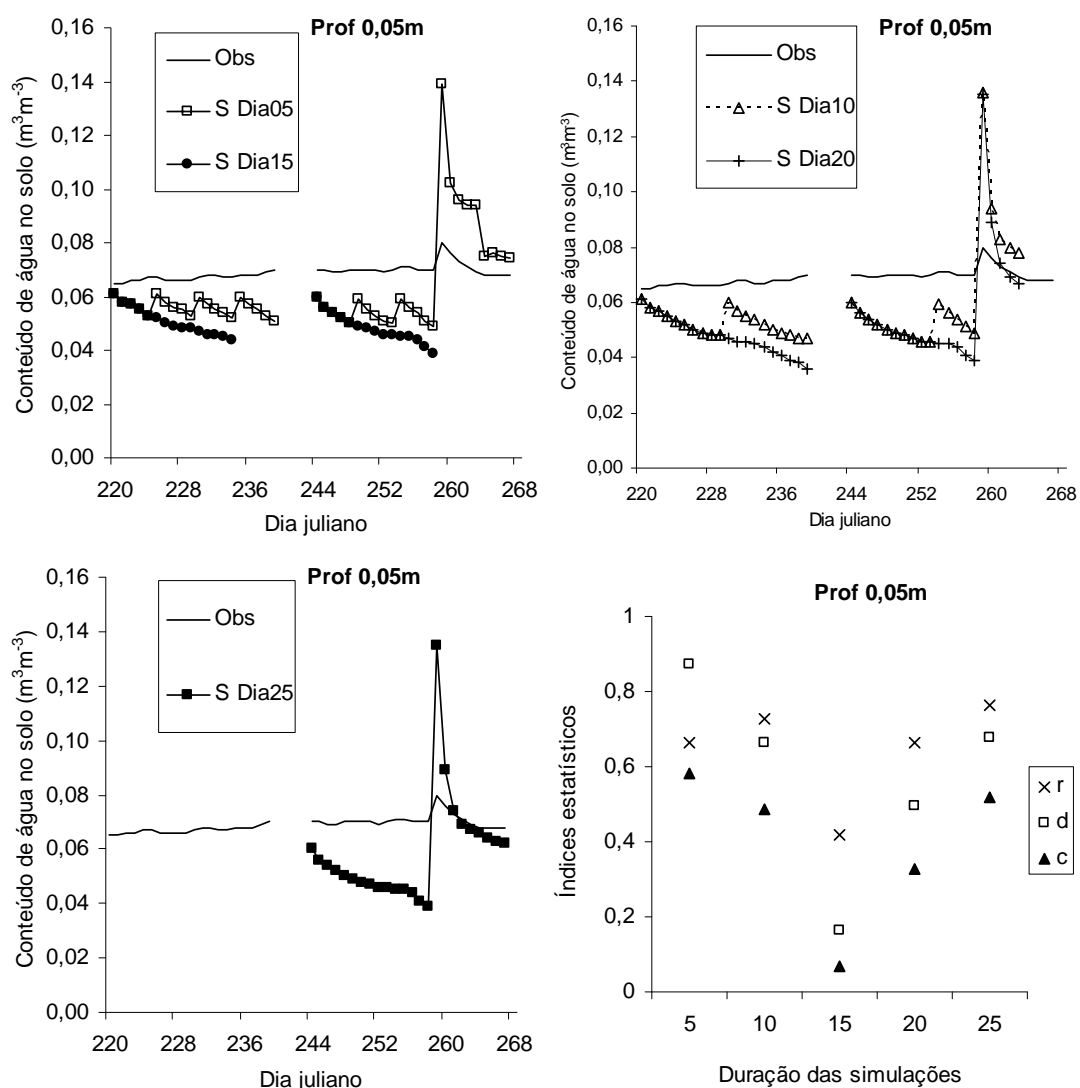 Prof 0,05m
Conteúdo de água no solo (m³m⁻³)
0,16
0,14
0,12
0,10
0,08
0,06
0,04
0,02
0,00
Obs
S Dia05
S Dia15
220 228 236 244 252 260 268
Dia juliano
Prof 0,05m
Conteúdo de água no solo (m³m³)
0,16
0,14
0,12
0,10
0,08
0,06
0,04
0,02
0,00
Obs
S Dia10
S Dia20
220 228 236 244 252 260 268
Dia juliano
Prof 0,05m
Conteúdo de água no solo (m³m⁻³)
0,16
0,14
0,12
0,10
0,08
0,06
0,04
0,02
0,00
Obs
S Dia25
220 228 236 244 252 260 268
Dia juliano
Prof 0,05m
Índices estatísticos
1
0,8
0,6
0,4
0,2
0
r
d
c
5 10 15 20 25
Duração das simulações